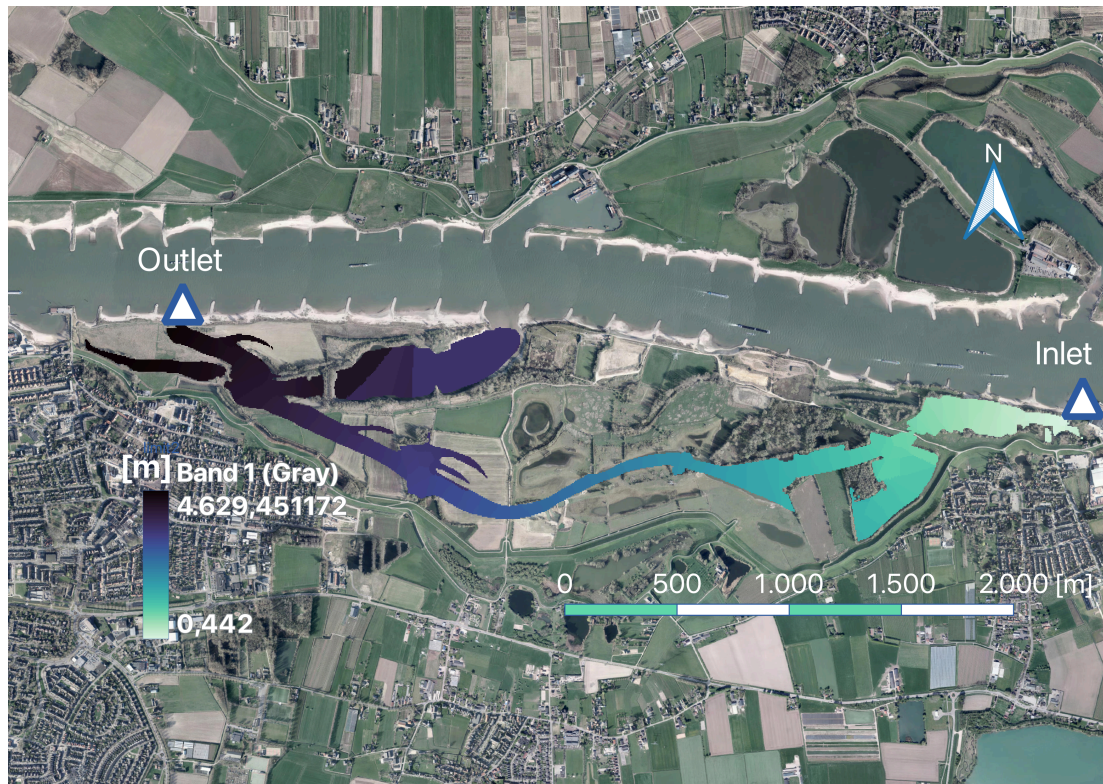 N
Outlet
Inlet
[m] Band 1 (Gray)
4.629,451172
0,442
0 500 1.000 1.500 2.000 [m]